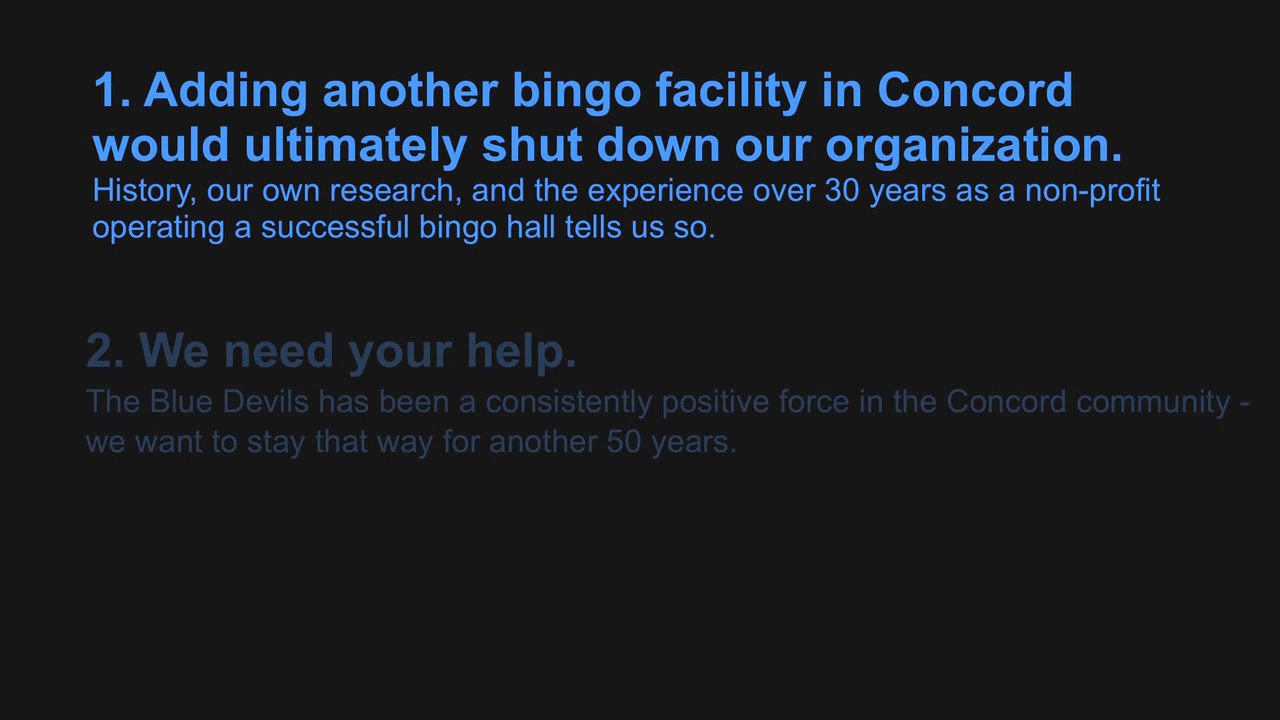 1. Adding another bingo facility in Concord
would ultimately shut down our organization.
History, our own research, and the experience over 30 years as a non-profit
operating a successful bingo hall tells us so.
2. We need your help.
The Blue Devils has been a consistently positive force in the Concord community -
we want to stay that way for another 50 years.